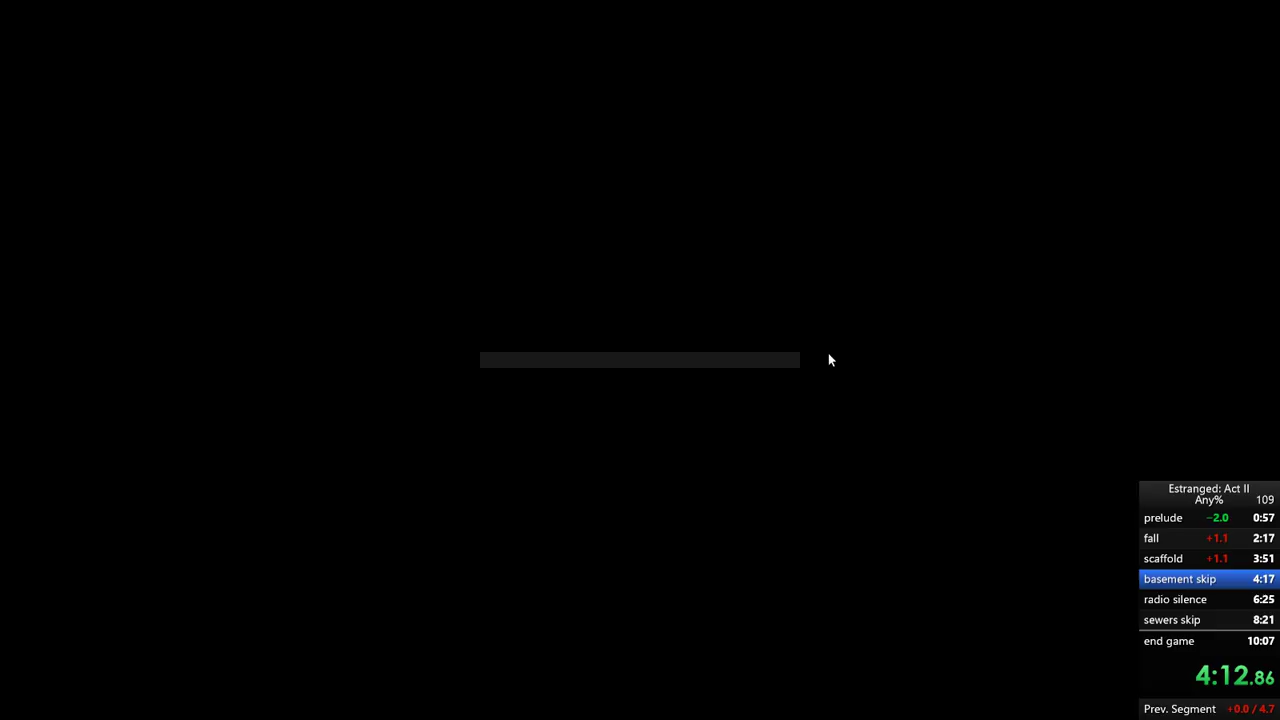 Estranged: Act II
Any% 109
prelude −2.0 0:57
fall +1.1 2:17
scaffold +1.1 3:51
basement skip 4:17
radio silence 6:25
sewers skip 8:21
end game 10:07
4:12.86
Prev. Segment +0.0 / 4.7